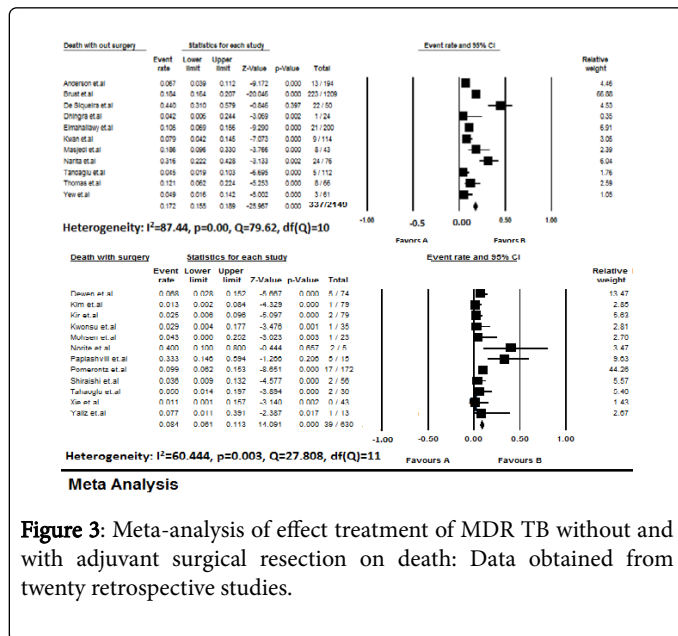 Death with out surgery Statistics for each study Event rate and 95% CI
Event rate Lower limit Upper limit Z-Value p-Value Total Relative weight
Anderson et.al 0.067 0.039 0.112 -9.172 0.000 13 / 194 4.46
Brust et.al 0.184 0.164 0.207 -20.046 0.000 223 / 1209 66.88
De Siqueira et.al 0.440 0.310 0.579 -0.846 0.397 22 / 50 4.53
Dhingra et.al 0.042 0.006 0.244 -3.069 0.002 1 / 24 0.35
Elmahallawy et.al 0.105 0.069 -9.290 0.000 21 / 200 6.91
Kwan et.al 0.079 0.042 0.145 -7.073 0.000 9 / 114 3.05
Masjedi et.al 0.186 0.096 0.330 -3.766 0.000 8 / 43 2.39
Narita et.al 0.316 0.222 0.428 -3.133 0.002 24 / 76 6.04
et.al 0.045 0.019 0.103 -6.695 0.000 5 / 112 1.76
Thomas et.al 0.121 0.062 0.224 -5.253 0.000 8 / 66 2.59
Yew et.al 0.049 0.016 0.142 -5.002 0.000 3 / 61 1.05
0.172 0.155 0.189 -25.967 0.000 337/2149
-1.00 -0.5 0.00 0.50 1.00
Heterogeneity: I²=87.44, p=0.00, Q=79.62, df(Q)=10
Favors A Favors B
Death with surgery Statistics for each study Event rate and 95% CI
Event rate Lower limit Upper limit Z-Value p-Value Total Relative
Dewen et.al 0.068 0.028 0.152 -5.667 0.000 5 / 74 13.47
Kim et.al 0.013 0.002 0.084 -4.329 0.000 1 / 79 2.85
Kir et.al 0.025 0.006 0.096 -5.097 0.000 2 / 79 5.63
Kwonsu et.al 0.029 0.004 0.177 -3.476 0.001 1 / 35 2.81
Mohsen et.al 0.043 0.252 -3.023 0.003 1 / 23 2.70
et.al 0.400 0.100 0.800 -0.444 0.657 2 / 5 3.47
Papiashvili et.al 0.333 0.146 0.594 -1.266 0.206 5 / 15 9.63
Pomerontz et.al 0.099 0.062 0.153 -8.651 0.000 17 / 172 44.26
Shiraishi et.al 0.036 0.009 0.132 -4.577 0.000 2 / 56 5.57
et.al 0.014 0.000 2 /
Xie et.al 0.011 0.001 0.157 -3.140 0.002 0 / 43 1.43
et.al 0.077 0.011 0.391 -2.387 0.017 1 / 13 2.67
0.084 0.061 0.113 14.091 0.000 39 / 630
-1.00 -0.50 0.00 0.50 1.00
Heterogeneity: I²=60.444, p=0.003, Q=27.808, df(Q)=11
Favours A Favours B
Meta Analysis
Figure 3: Meta-analysis of effect treatment of MDR TB without and
with adjuvant surgical resection on death: Data obtained from
twenty retrospective studies.